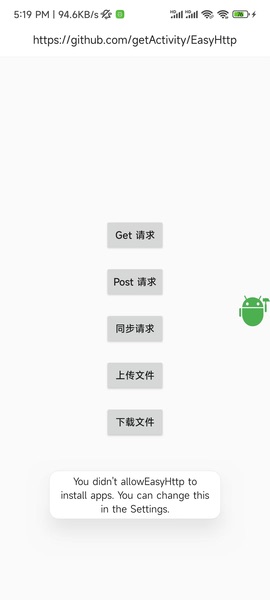 5:19 PM | 94.6KB/s
https://github.com/getActivity/EasyHttp
Get 请求
Post 请求
同步请求
上传文件
下载文件
You didn't allowEasyHttp to
install apps. You can change this
in the Settings.